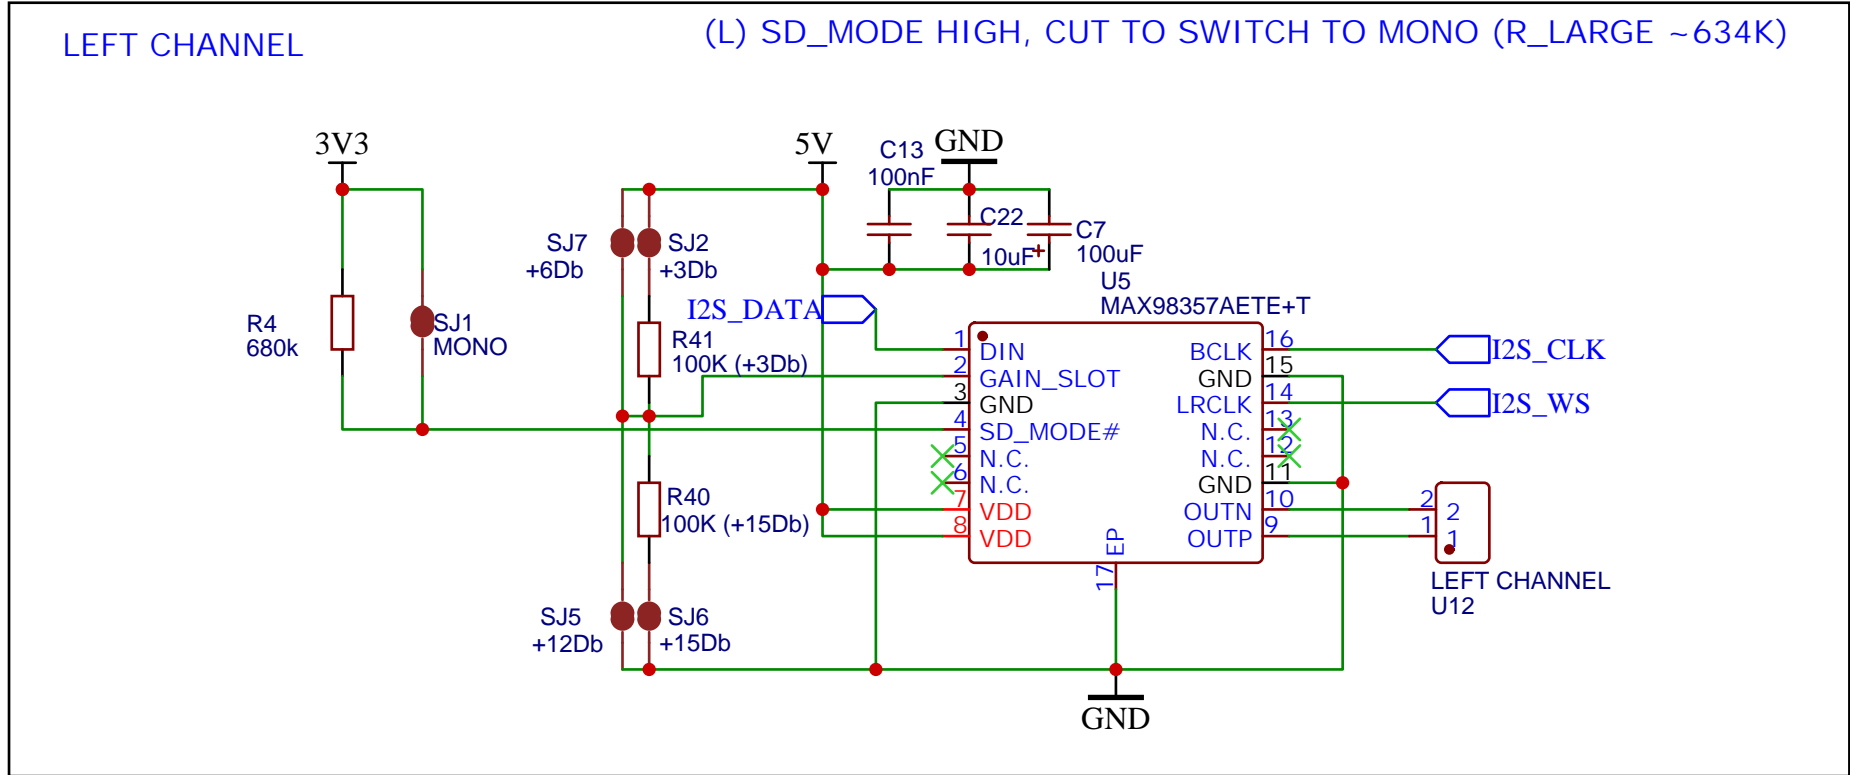 LEFT CHANNEL
(L) SD_MODE HIGH, CUT TO SWITCH TO MONO (R_LARGE ~634K)
3V3
5V
C13
100nF
GND
C22
10uF
+
C7
100uF
SJ7
+6Db
SJ2
+3Db
I2S_DATA
U5
MAX98357AETE+T
R4
680k
SJ1
MONO
R41
100K (+3Db)
1
DIN
2
GAIN_SLOT
3
GND
4
SD_MODE#
5
N.C.
6
N.C.
7
VDD
8
VDD
16
BCLK
15
GND
14
LRCLK
13
N.C.
12
N.C.
11
GND
10
OUTN
9
OUTP
EP
17
I2S_CLK
I2S_WS
R40
100K (+15Db)
2
2
1
1
LEFT CHANNEL
U12
SJ5
+12Db
SJ6
+15Db
GND